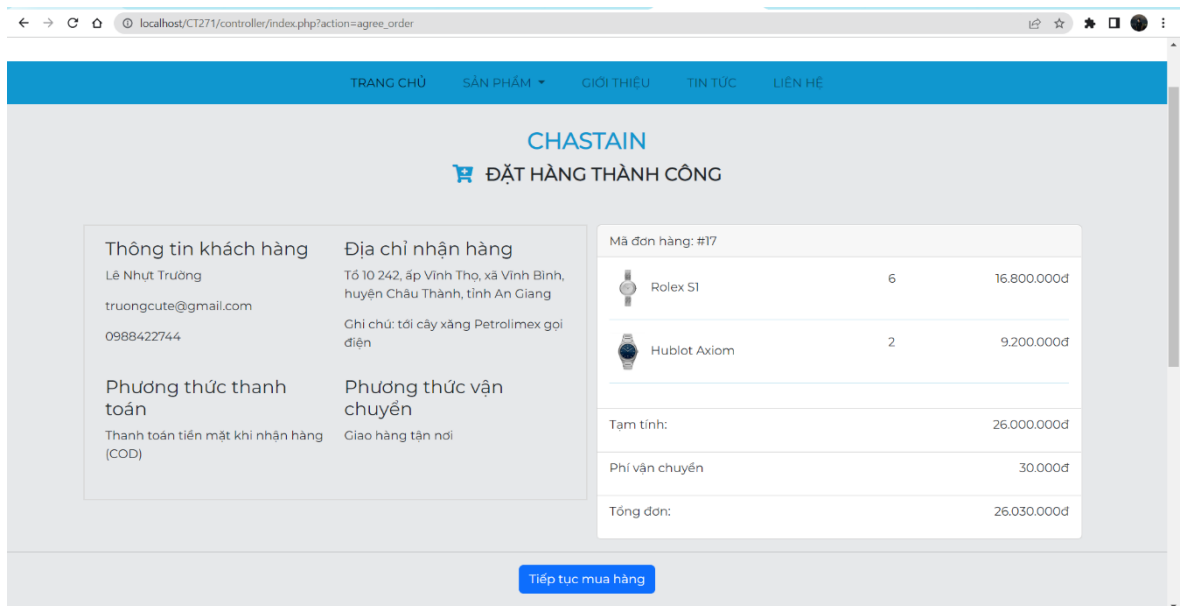 localhost/CT271/controller/index.php?action=agree_order
TRANG CHỦ SẢN PHẨM GIỚI THIỆU TIN TỨC LIÊN HỆ
CHASTAIN
ĐẶT HÀNG THÀNH CÔNG
Thông tin khách hàng
Lê Nhựt Trường
truongcute@gmail.com
0988422744
Địa chỉ nhận hàng
Tổ 10 242, ấp Vĩnh Thọ, xã Vĩnh Bình,
huyện Châu Thành, tỉnh An Giang
Ghi chú: tới cây xăng Petrolimex gọi
điện
Phương thức thanh
toán
Thanh toán tiền mặt khi nhận hàng
(COD)
Phương thức vận
chuyển
Giao hàng tận nơi
Mã đơn hàng: #17
Rolex S1 6 16.800.000đ
Hublot Axiom 2 9.200.000đ
Tạm tính: 26.000.000đ
Phí vận chuyển 30.000đ
Tổng đơn: 26.030.000đ
Tiếp tục mua hàng